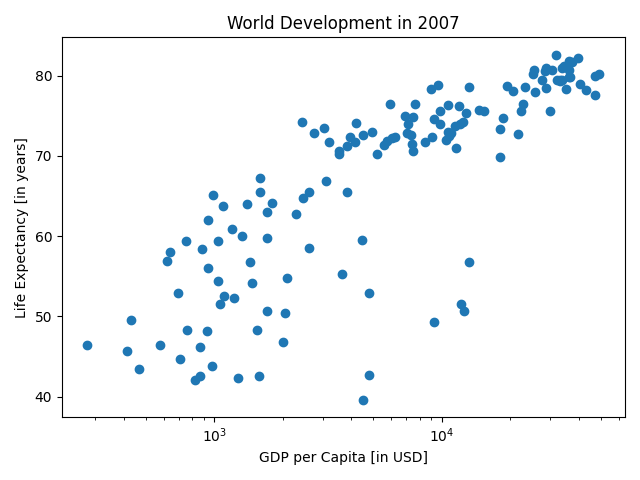 World Development in 2007
Life Expectancy [in years]
80
70
60
50
40
10³
10⁴
GDP per Capita [in USD]